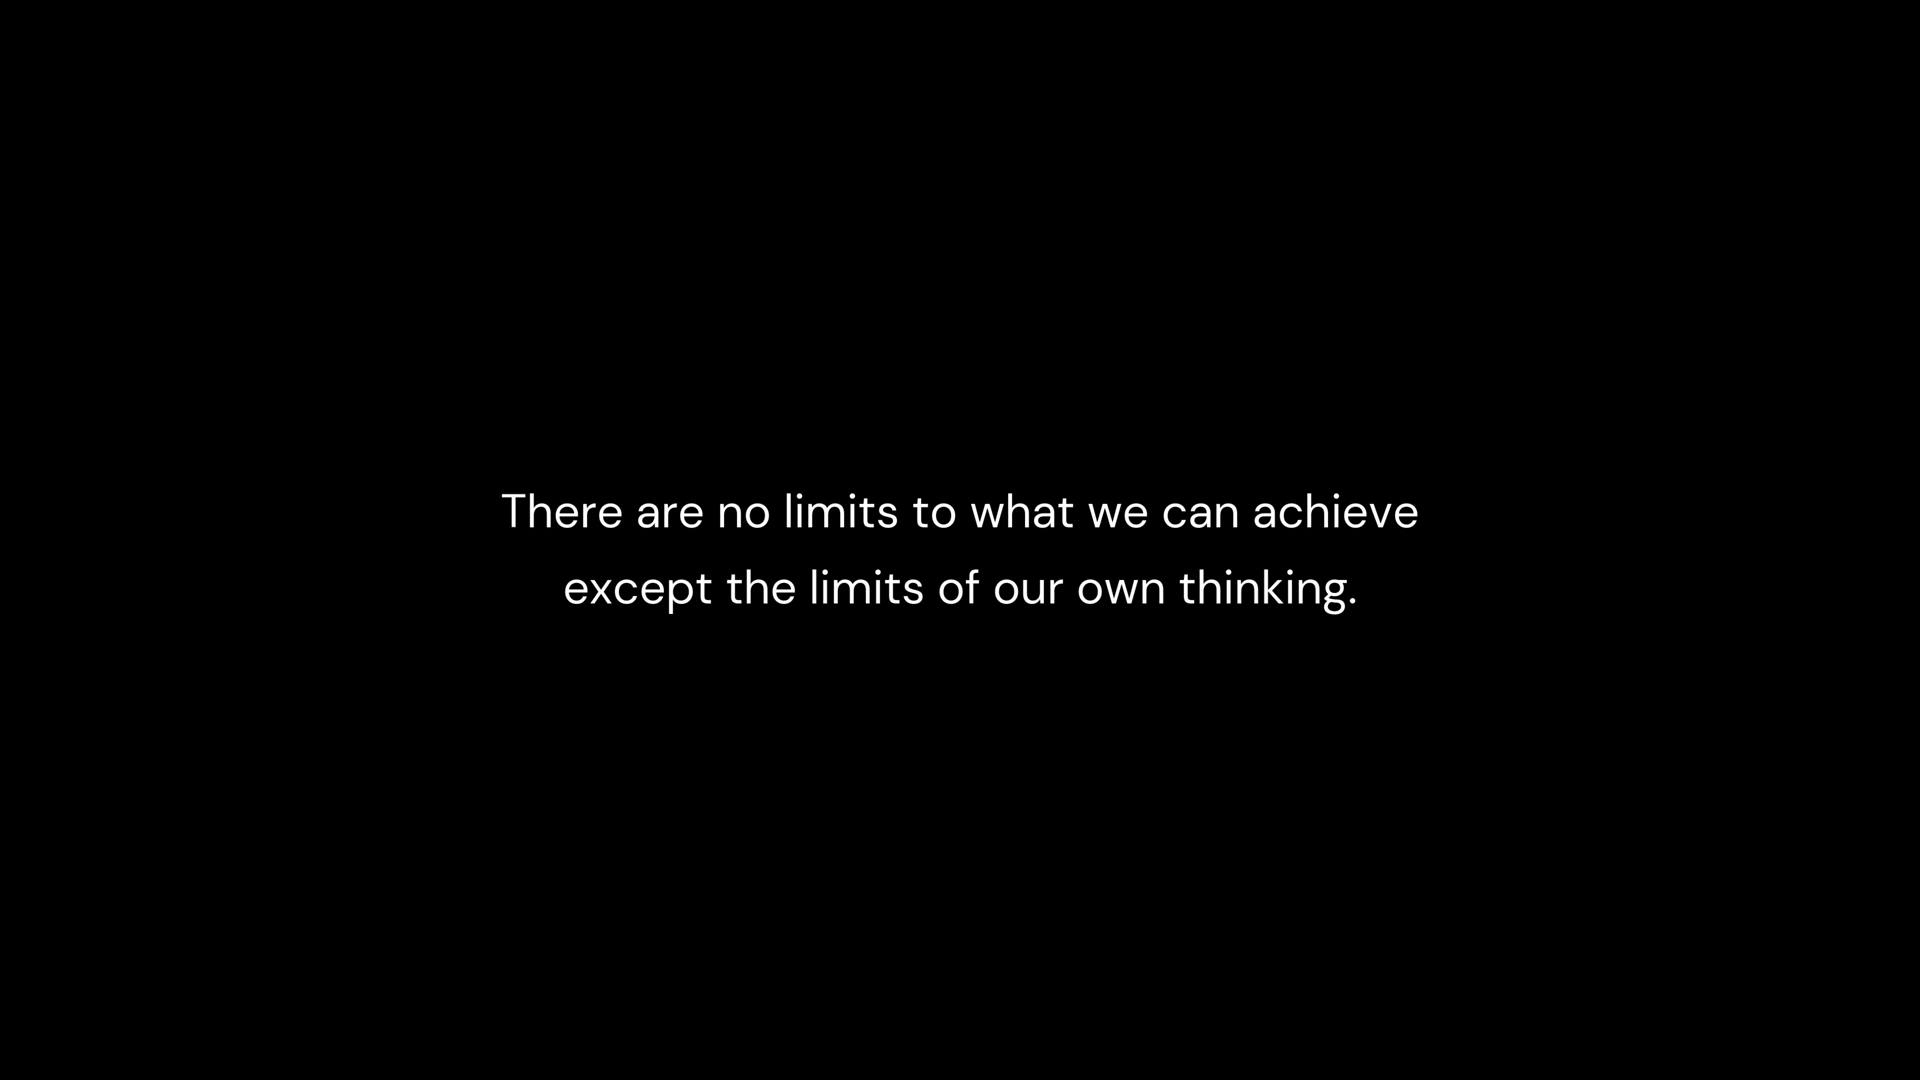 There are no limits to what we can achieve
except the limits of our own thinking.